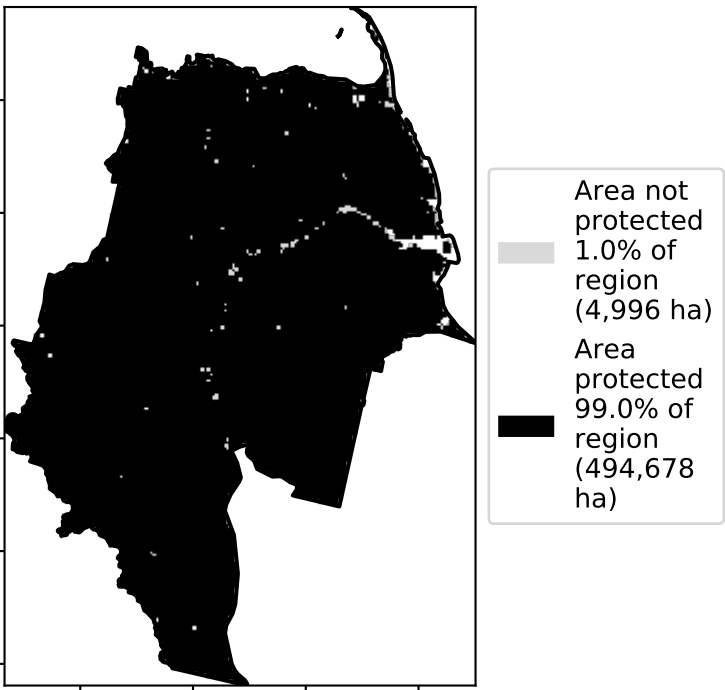 Area not
protected
1.0% of
region
(4,996 ha)
Area
protected
99.0% of
region
(494,678
ha)